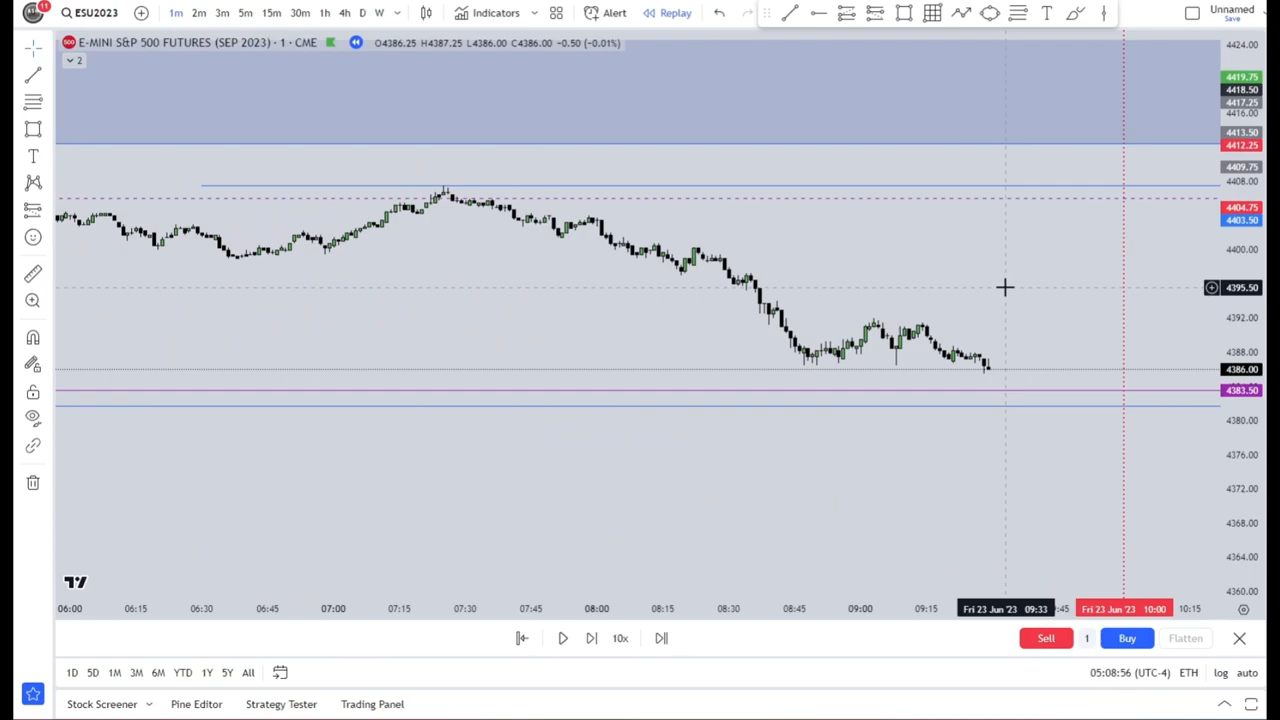 11
ESU2023
1m 2m 3m 5m 15m 30m 1h 4h D W
Indicators
Alert
Replay
T
Unnamed
Save
500 E-MINI S&P 500 FUTURES (SEP 2023) · 1 · CME
O4386.25 H4387.25 L4386.00 C4386.00 -0.50 (-0.01%)
2
T
4424.00
4419.75
4418.50
4417.25
4416.00
4413.50
4412.25
4409.75
4408.00
4404.75
4403.50
4400.00
4395.50
4392.00
4388.00
4386.00
4383.50
4380.00
4376.00
4372.00
4368.00
4364.00
4360.00
06:00 06:15 06:30 06:45 07:00 07:15 07:30 07:45 08:00 08:15 08:30 08:45 09:00 09:15 Fri 23 Jun '23 09:33 :45 Fri 23 Jun '23 10:00 10:15
10x
Sell 1 Buy Flatten
1D 5D 1M 3M 6M YTD 1Y 5Y All
05:08:56 (UTC-4) ETH log auto
Stock Screener Pine Editor Strategy Tester Trading Panel